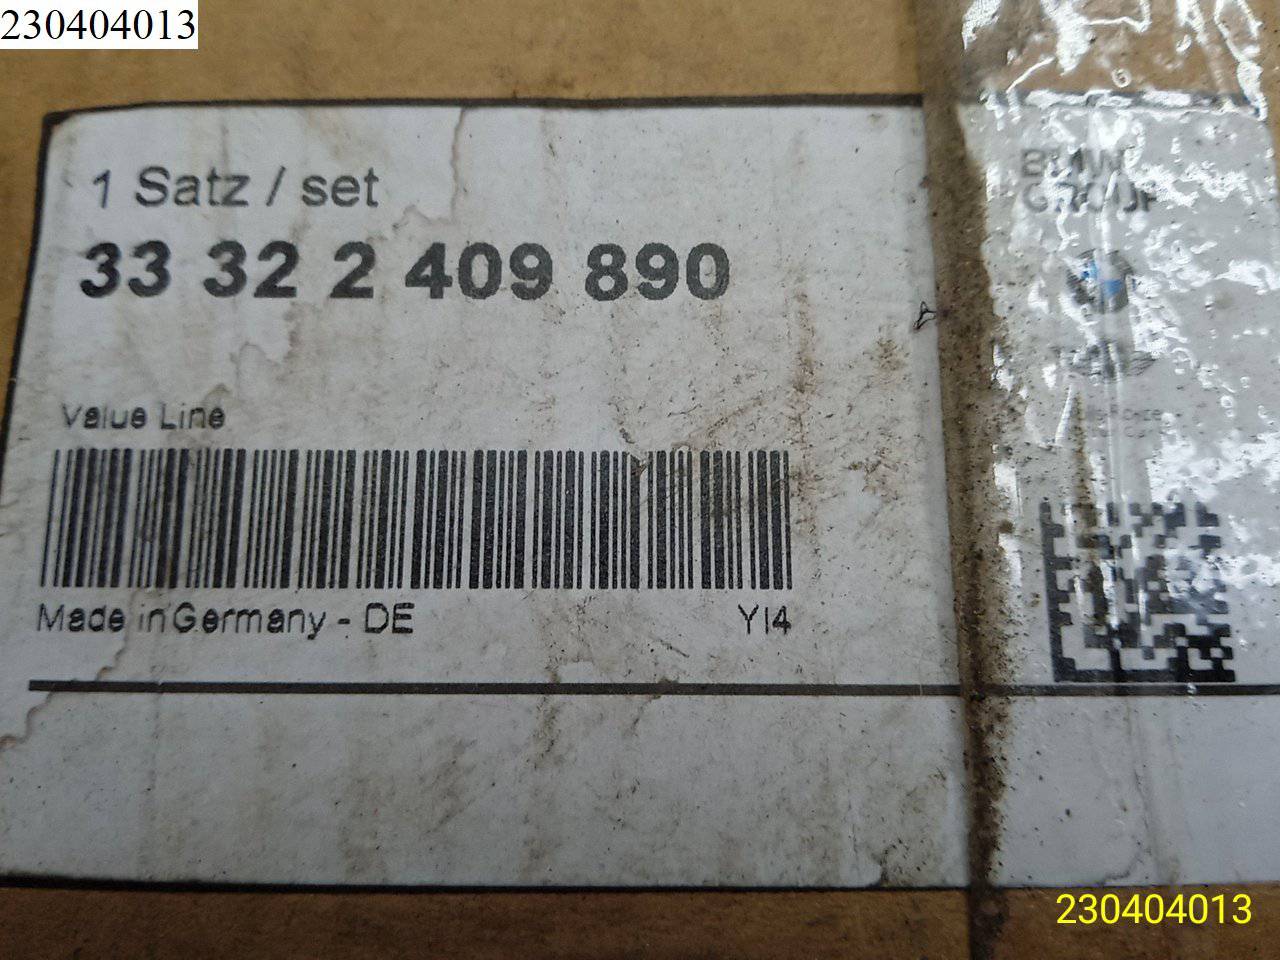 230404013
1 Satz / set
33 32 2 409 890
Value Line
Made in Germany - DE
YI4
BMW
GROUP
230404013